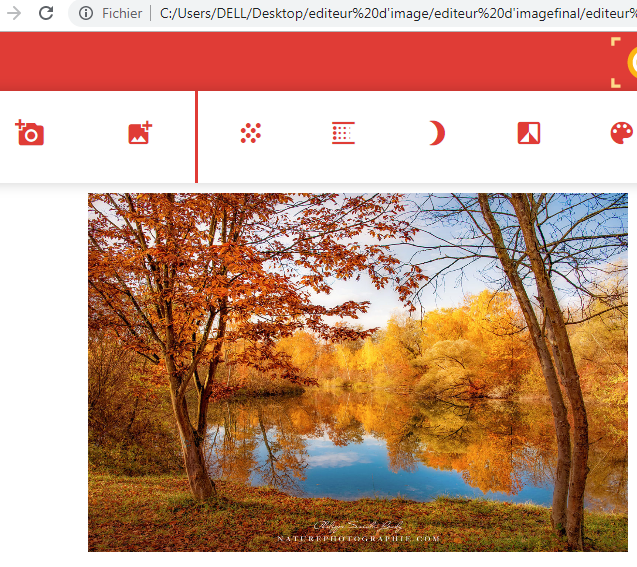 Fichier | C:/Users/DELL/Desktop/editeur%20d'image/editeur%20d'imagefinal/editeur%
NATUREPHOTOGRAPHIE.COM